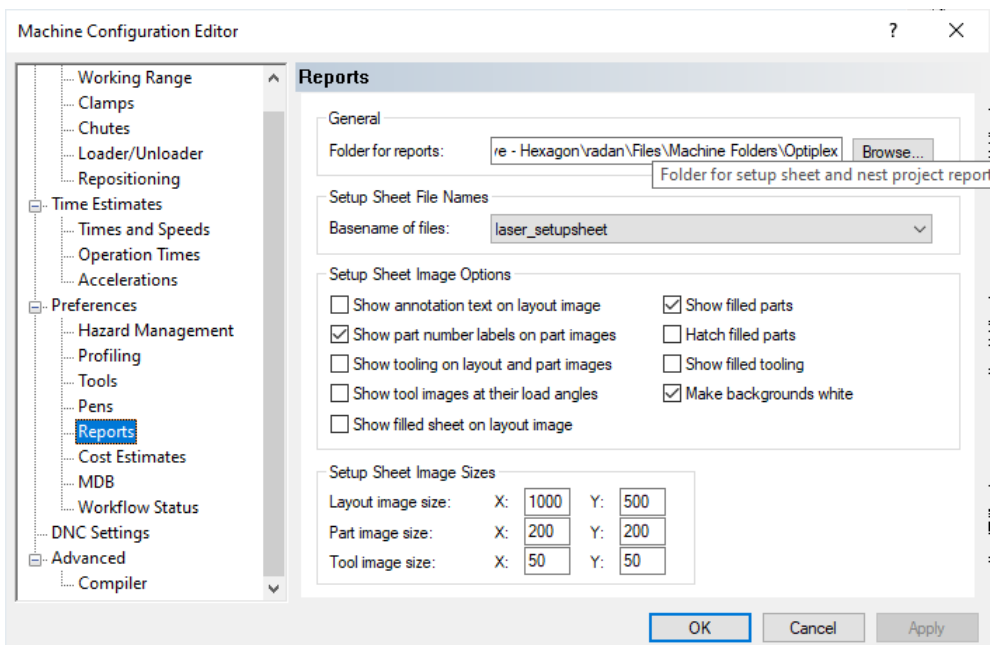 Machine Configuration Editor
?
Working Range
Clamps
Chutes
Loader/Unloader
Repositioning
Time Estimates
Times and Speeds
Operation Times
Accelerations
Preferences
Hazard Management
Profiling
Tools
Pens
Reports
Cost Estimates
MDB
Workflow Status
DNC Settings
Advanced
Compiler
Reports
General
Folder for reports: re - Hexagon\radan\Files\Machine Folders\Optiplex Browse...
Folder for setup sheet and nest project report
Setup Sheet File Names
Basename of files: laser_setupsheet
Setup Sheet Image Options
Show annotation text on layout image Show filled parts
Show part number labels on part images Hatch filled parts
Show tooling on layout and part images Show filled tooling
Show tool images at their load angles Make backgrounds white
Show filled sheet on layout image
Setup Sheet Image Sizes
Layout image size: X: 1000 Y: 500
Part image size: X: 200 Y: 200
Tool image size: X: 50 Y: 50
OK Cancel Apply